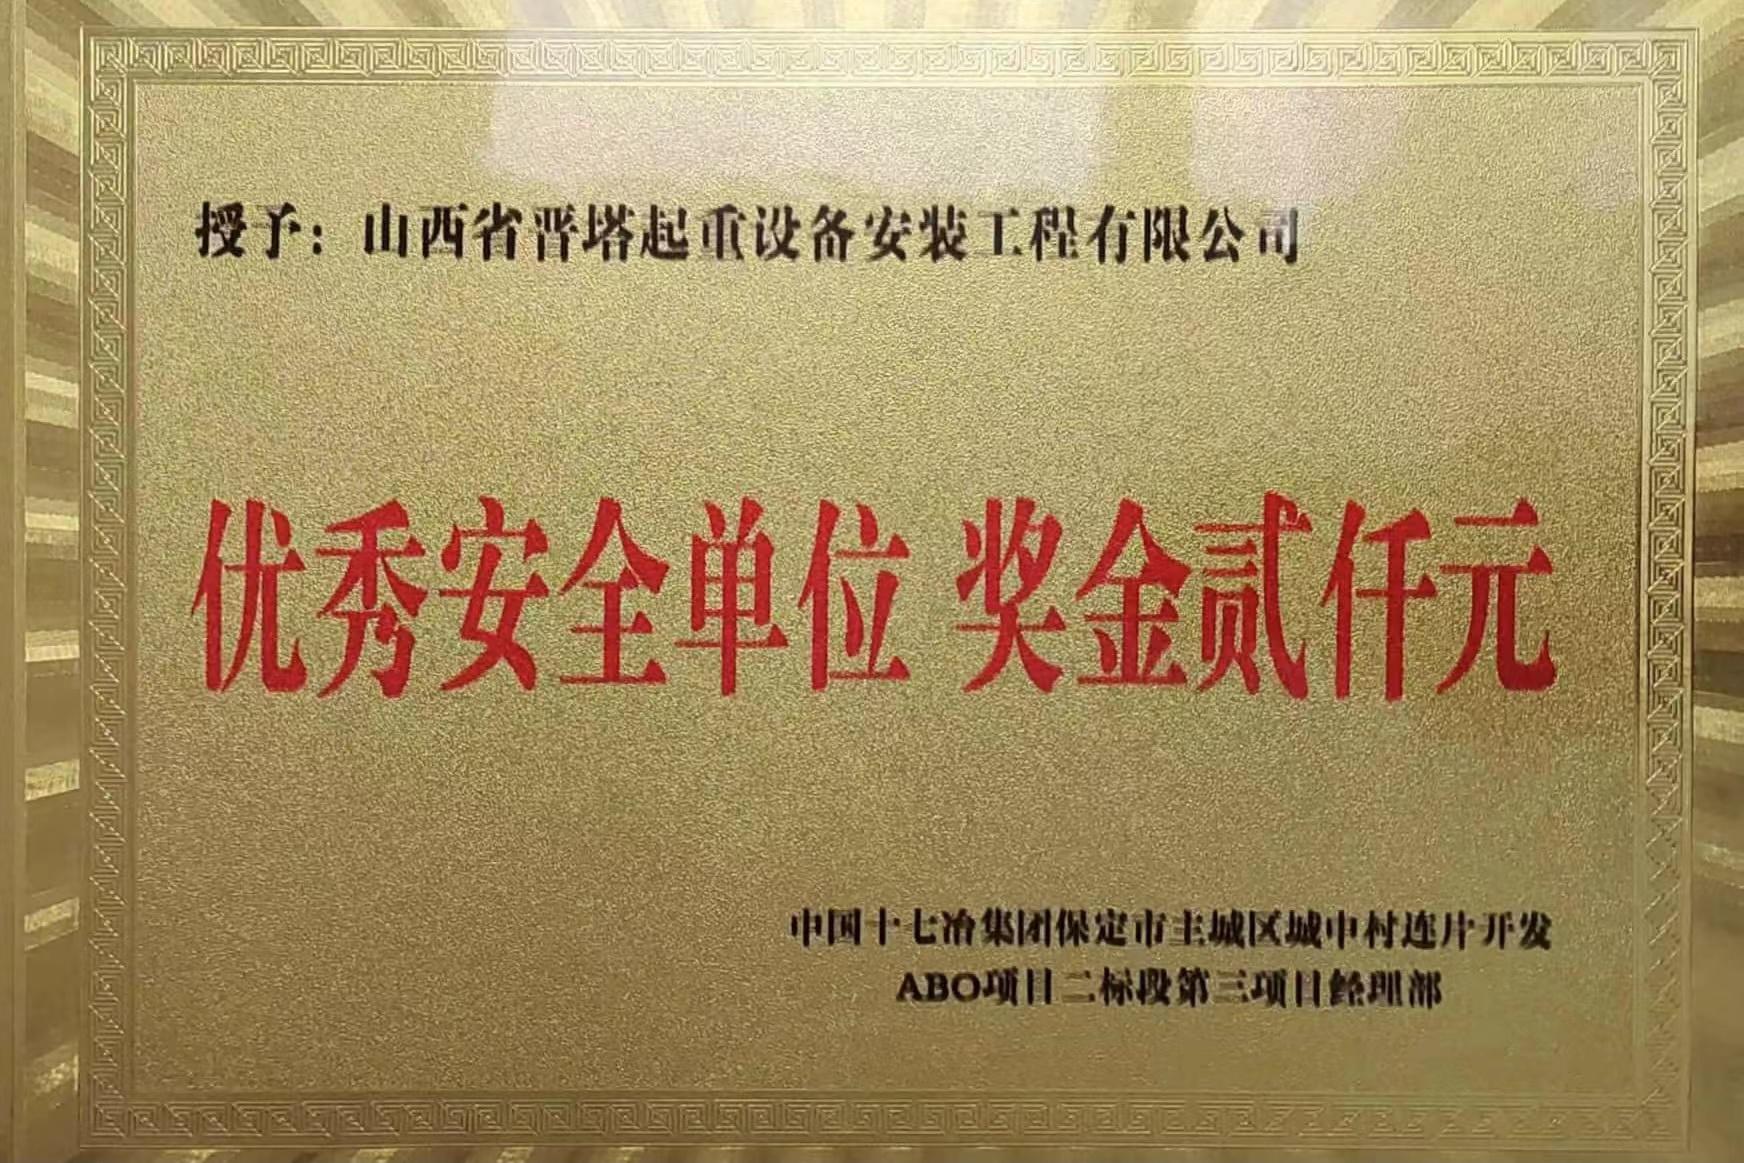 授予：山西省晋塔起重设备安装工程有限公司
优秀安全单位 奖金贰仟元
中国十七冶集团保定市主城区城中村连片开发
ABO项目二标段第三项目经理部